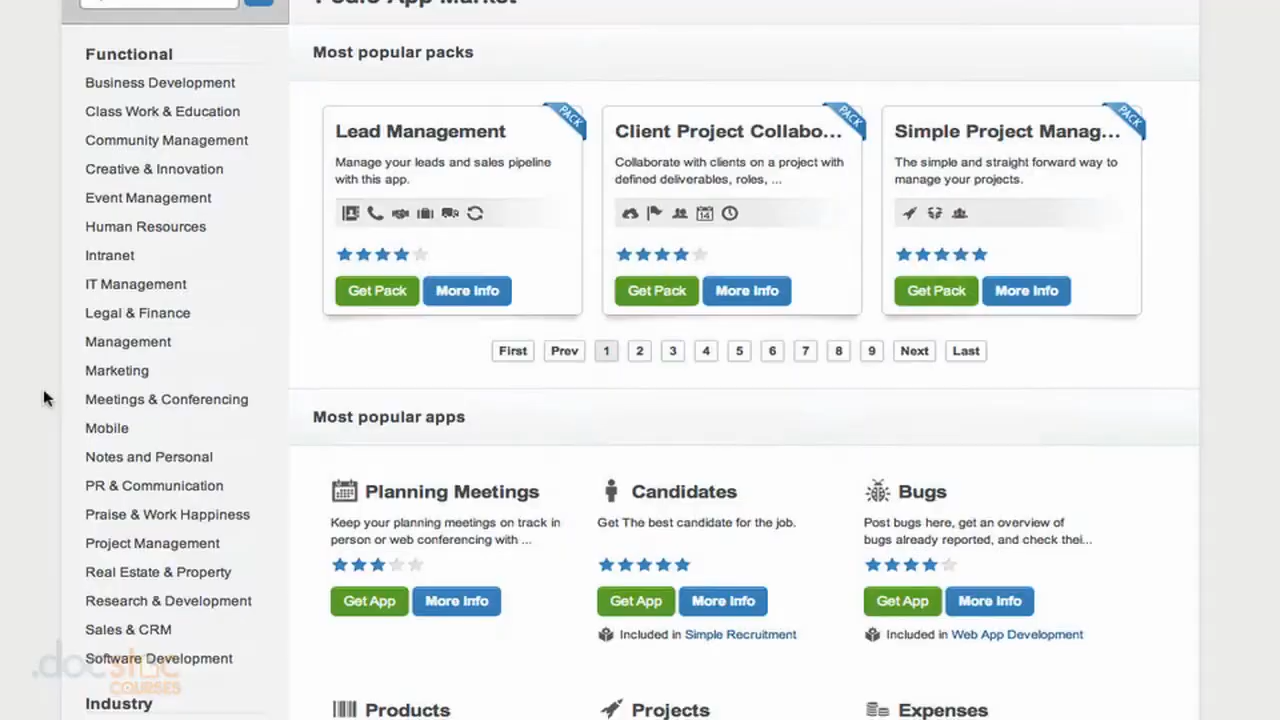 Podio App Market
Functional
Business Development
Class Work & Education
Community Management
Creative & Innovation
Event Management
Human Resources
Intranet
IT Management
Legal & Finance
Management
Marketing
Meetings & Conferencing
Mobile
Notes and Personal
PR & Communication
Praise & Work Happiness
Project Management
Real Estate & Property
Research & Development
Sales & CRM
Software Development
Industry
Most popular packs
PACK
Lead Management
Manage your leads and sales pipeline
with this app.
Get Pack More Info
PACK
Client Project Collabo...
Collaborate with clients on a project with
defined deliverables, roles, ...
14
Get Pack More Info
PACK
Simple Project Manag...
The simple and straight forward way to
manage your projects.
Get Pack More Info
First Prev 1 2 3 4 5 6 7 8 9 Next Last
Most popular apps
Planning Meetings
Keep your planning meetings on track in
person or web conferencing with ...
Get App More Info
Candidates
Get The best candidate for the job.
Get App More Info
Included in Simple Recruitment
Bugs
Post bugs here, get an overview of
bugs already reported, and check thei...
Get App More Info
Included in Web App Development
Products
Projects
Expenses
.docstoc
COURSES